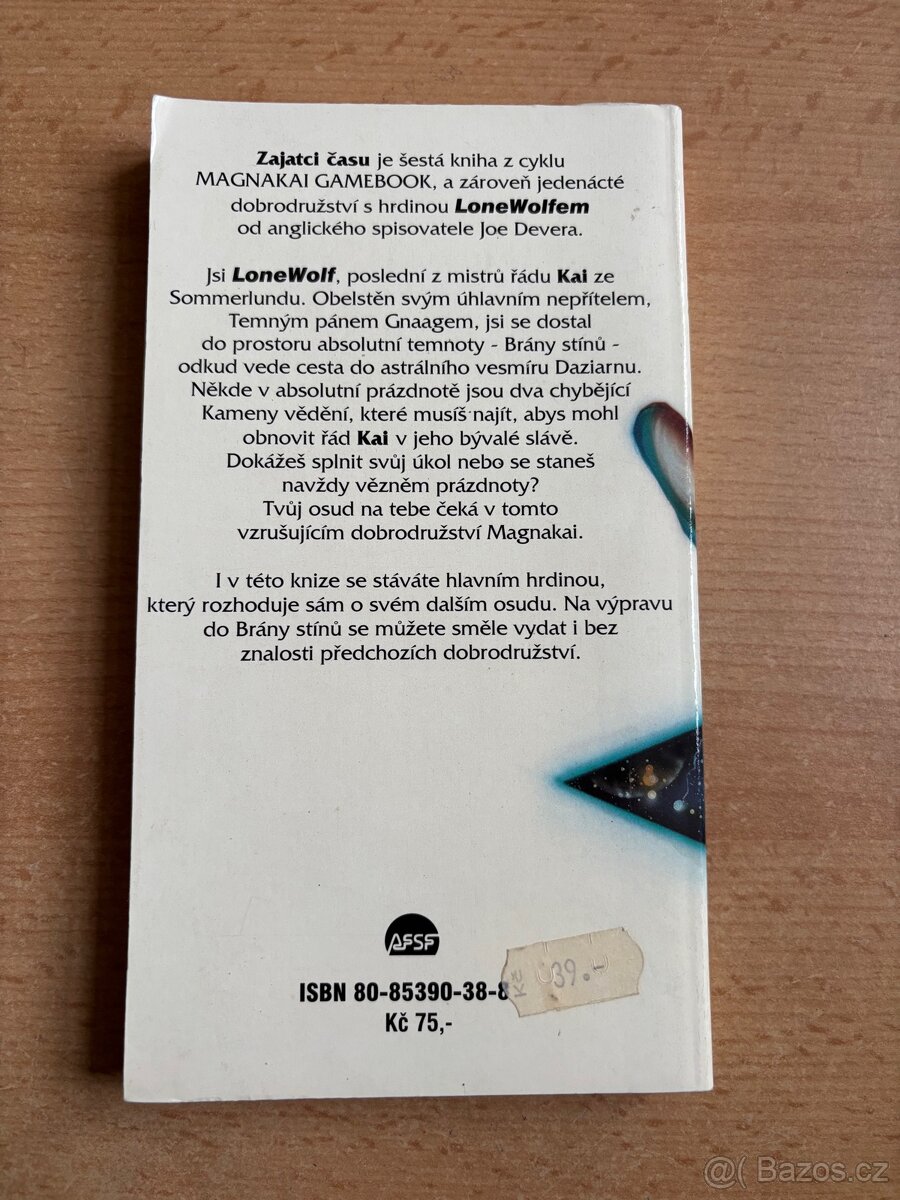 Zajatci času je šestá kniha z cyklu
MAGNAKAI GAMEBOOK, a zároveň jedenácté
dobrodružství s hrdinou LoneWolfem
od anglického spisovatele Joe Devera.
Jsi LoneWolf, poslední z mistrů řádu Kai ze
Sommerlundu. Obelstěn svým úhlavním nepřítelem,
Temným pánem Gnaagem, jsi se dostal
do prostoru absolutní temnoty - Brány stínů -
odkud vede cesta do astrálního vesmíru Daziarnu.
Někde v absolutní prázdnotě jsou dva chybějící
Kameny vědění, které musíš najít, abys mohl
obnovit řád Kai v jeho bývalé slávě.
Dokážeš splnit svůj úkol nebo se staneš
navždy vězněm prázdnoty?
Tvůj osud na tebe čeká v tomto
vzrušujícím dobrodružství Magnakai.
I v této knize se stáváte hlavním hrdinou,
který rozhoduje sám o svém dalším osudu. Na výpravu
do Brány stínů se můžete směle vydat i bez
znalosti předchozích dobrodružství.
AFSF
ISBN 80-85390-38-8
Kč 39.-
Kč 75,-
@( Bazos.cz